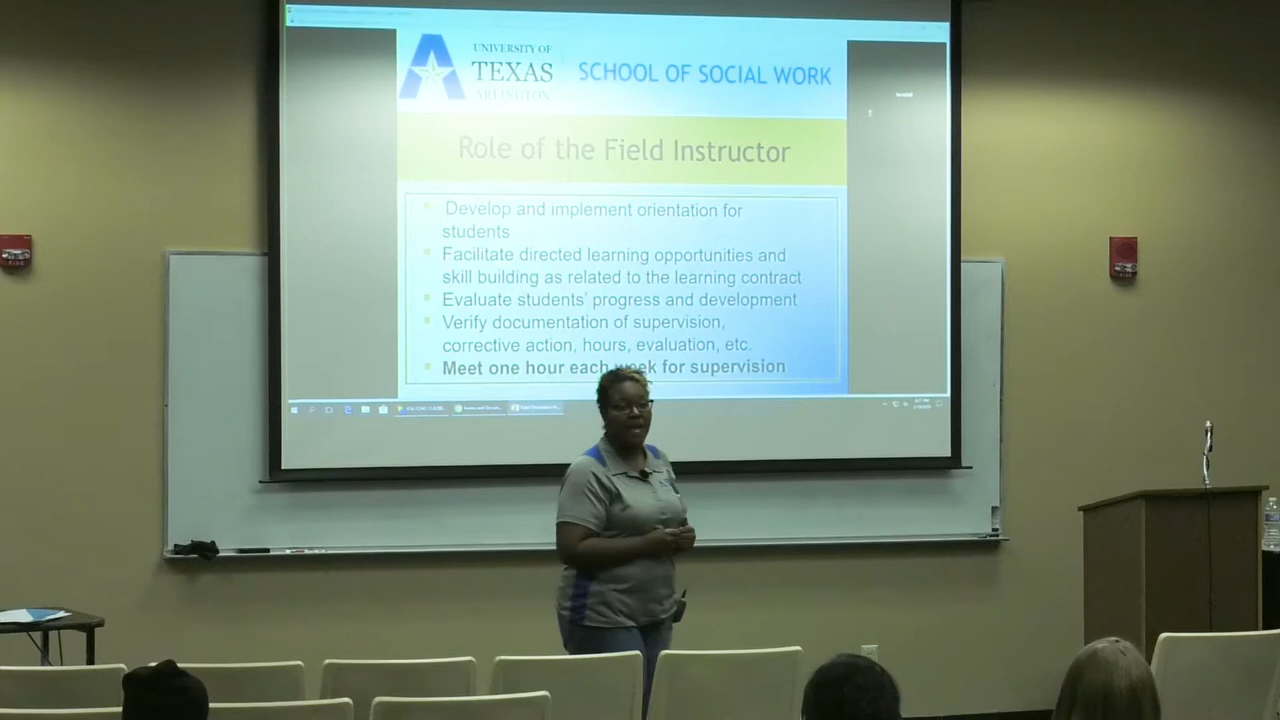 UNIVERSITY OF
TEXAS
ARLINGTON
SCHOOL OF SOCIAL WORK
Role of the Field Instructor
Develop and implement orientation for
students
Facilitate directed learning opportunities and
skill building as related to the learning contract
Evaluate students' progress and development
Verify documentation of supervision,
corrective action, hours, evaluation, etc.
Meet one hour each week for supervision
FIRE